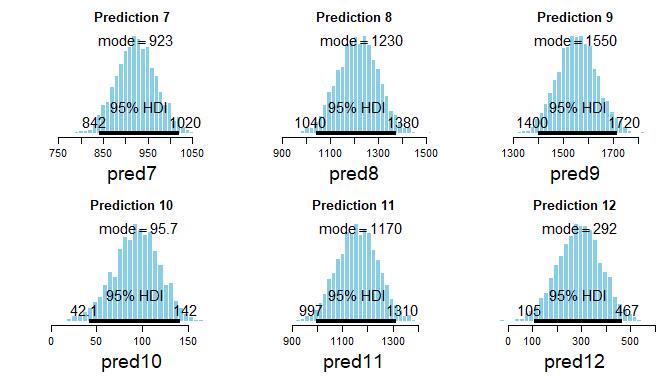 Prediction 7
mode = 923
95% HDI
842 1020
750 850 950 1050
pred7
Prediction 8
mode = 1230
95% HDI
1040 1380
900 1100 1300 1500
pred8
Prediction 9
mode = 1550
95% HDI
1400 1720
1300 1500 1700
pred9
Prediction 10
mode = 95.7
95% HDI
42.1 142
0 50 100 150
pred10
Prediction 11
mode = 1170
95% HDI
997 1310
900 1100 1300
pred11
Prediction 12
mode = 292
95% HDI
105 467
0 100 300 500
pred12